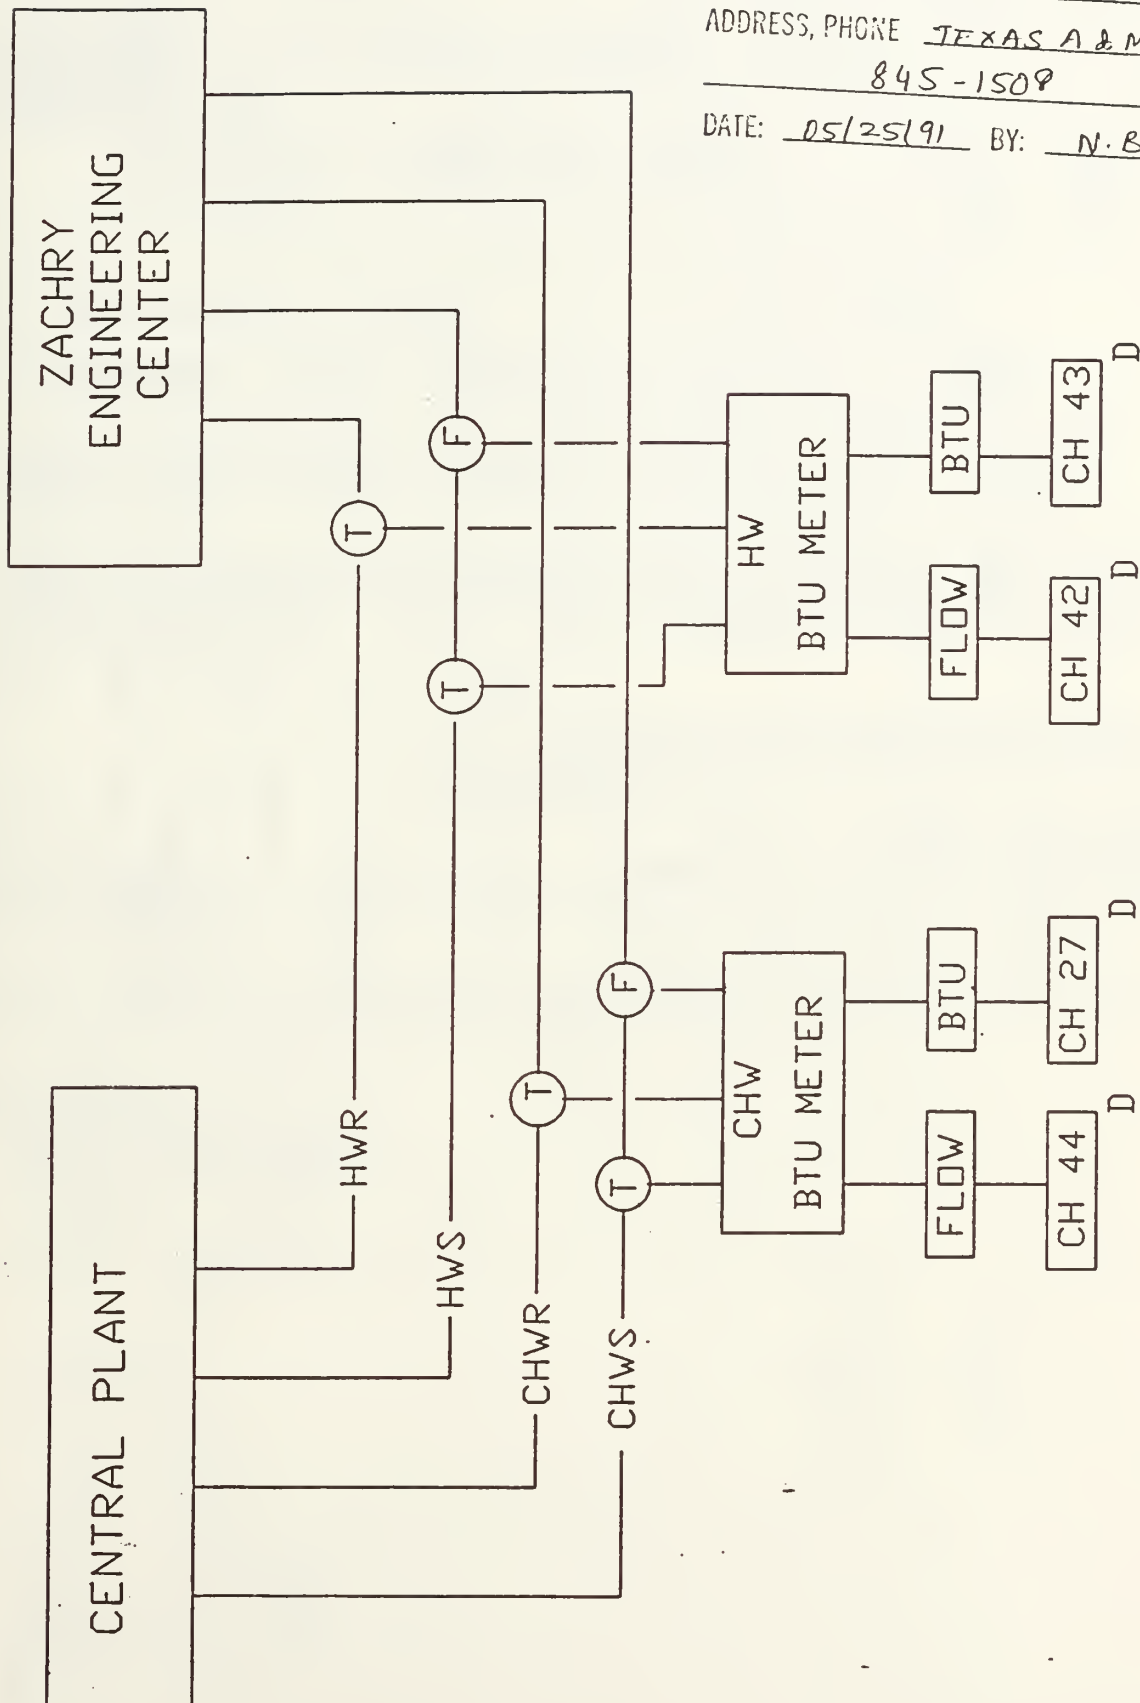 ADDRESS, PHONE TEXAS A & M
845-1508
DATE: 05/25/91 BY: N. B
ZACHRY
ENGINEERING
CENTER
CENTRAL PLANT
HWR
HWS
CHWR
CHWS
T
F
T
T
F
T
HW
BTU METER
CHW
BTU METER
BTU
FLOW
BTU
FLOW
CH 43
D
CH 42
D
CH 27
D
CH 44
D